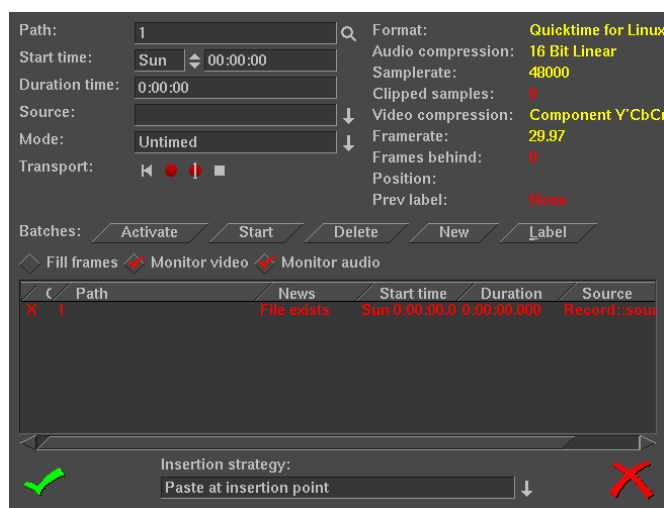 Path: 1
Start time: Sun 00:00:00
Duration time: 0:00:00
Source:
Mode: Untimed
Transport:
Format: Quicktime for Linux
Audio compression: 16 Bit Linear
Samplerate: 48000
Clipped samples: 0
Video compression: Component Y'CbCr
Framerate: 29.97
Frames behind: 0
Position:
Prev label: None
Batches: Activate Start Delete New Label
Fill frames Monitor video Monitor audio
Path News Start time Duration Source
X 1 File exists Sun 0:00:00.0 0:00:00.000 Record::sour
Insertion strategy:
Paste at insertion point